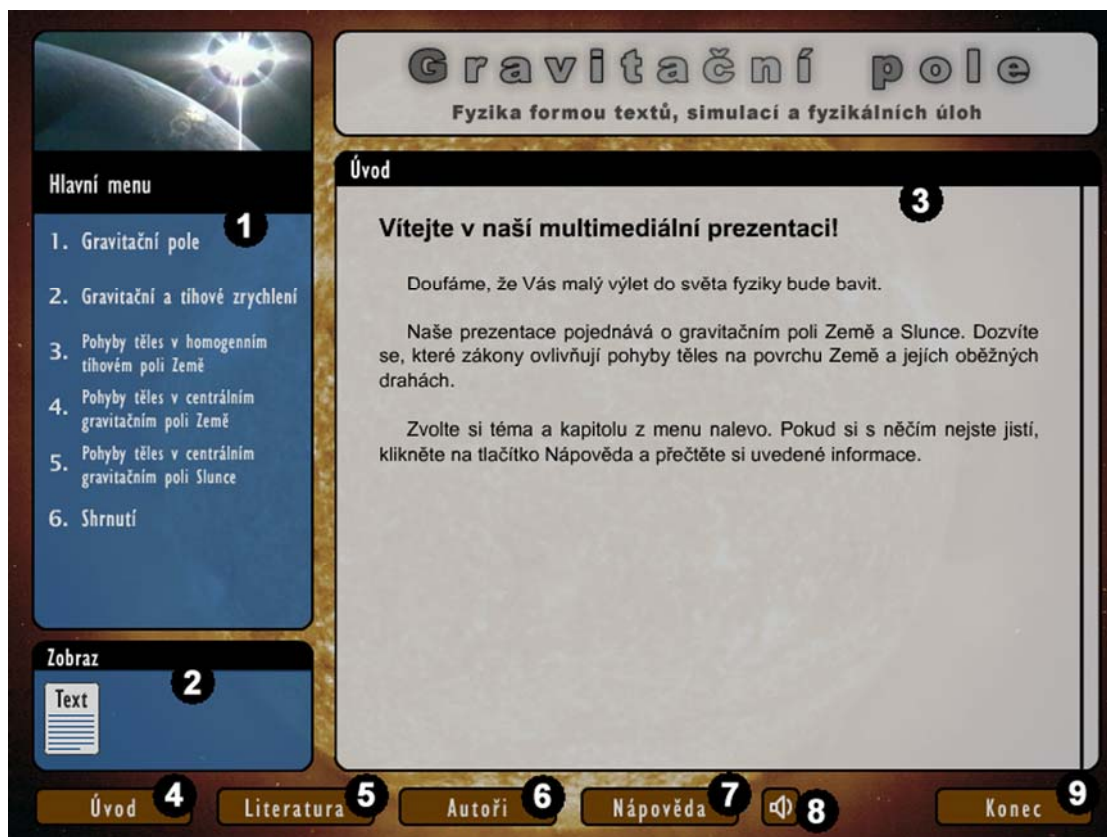 Gravitační pole
Fyzika formou textů, simulací a fyzikálních úloh
Hlavní menu
1
1. Gravitační pole
2. Gravitační a tíhové zrychlení
3. Pohyby těles v homogenním
tíhovém poli Země
4. Pohyby těles v centrálním
gravitačním poli Země
5. Pohyby těles v centrálním
gravitačním poli Slunce
6. Shrnutí
Zobraz
2
Text
Úvod
3
Vítejte v naší multimediální prezentaci!
Doufáme, že Vás malý výlet do světa fyziky bude bavit.
Naše prezentace pojednává o gravitačním poli Země a Slunce. Dozvíte
se, které zákony ovlivňují pohyby těles na povrchu Země a jejích oběžných
drahách.
Zvolte si téma a kapitolu z menu nalevo. Pokud si s něčím nejste jistí,
klikněte na tlačítko Nápověda a přečtěte si uvedené informace.
Úvod 4
Literatura 5
Autoři 6
Nápověda 7
8
Konec 9